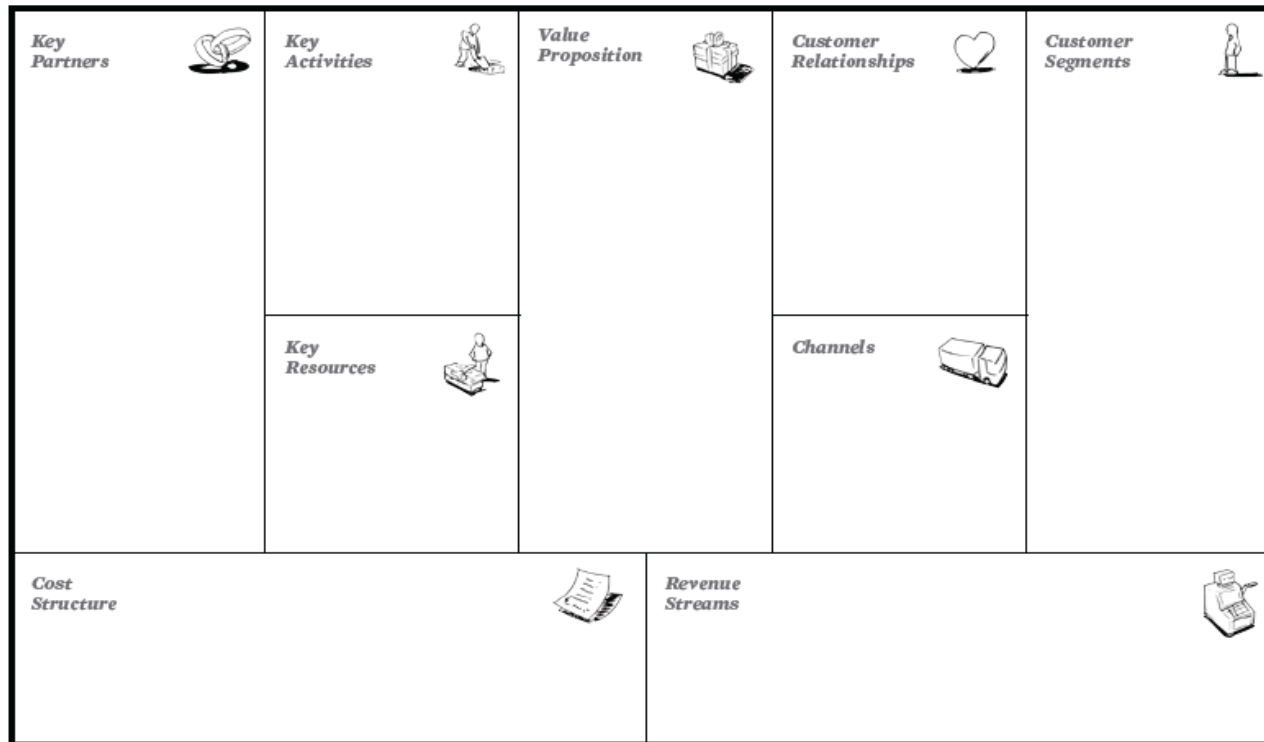 Key
Partners
Key
Activities
Value
Proposition
Customer
Relationships
Customer
Segments
Key
Resources
Channels
Cost
Structure
Revenue
Streams